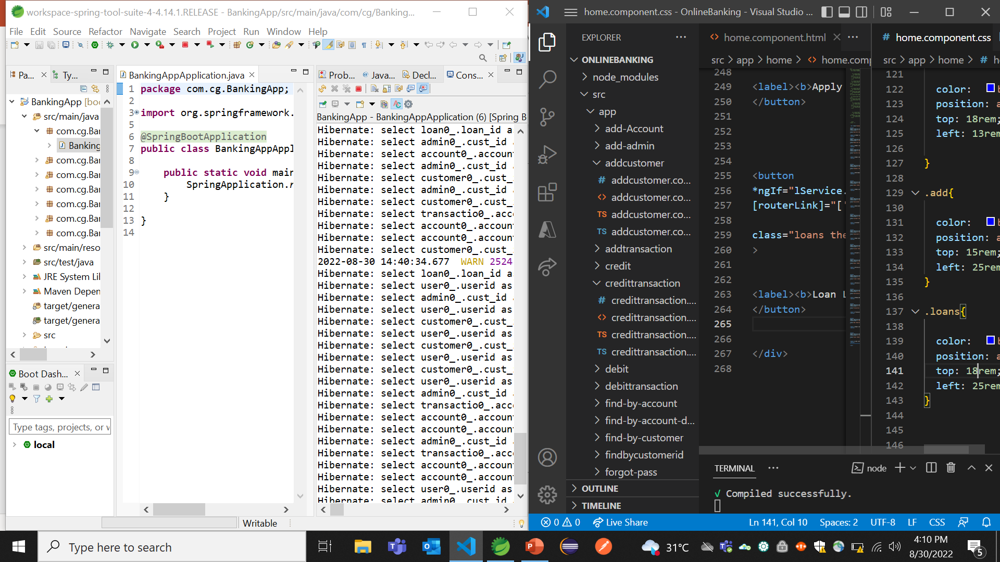 workspace-spring-tool-suite-4-4.14.1.RELEASE - BankingApp/src/main/java/com/cg/Banking...
File Edit Source Refactor Navigate Search Project Run Window Help
Pa... Ty...
BankingApp [boo
src/main/java
com.cg.Bar
Banking
com.cg.Bar
com.cg.Bar
com.cg.Bar
com.cg.Bar
com.cg.Bar
com.cg.Bar
src/main/reso
src/test/java
JRE System Li
Maven Depen
target/genera
target/genera
src
Boot Dash...
Type tags, projects, or w
local
BankingAppApplication.java
1 package com.cg.BankingApp;
2
3 import org.springframework.
5
6 @SpringBootApplication
7 public class BankingAppAppl
8
9 public static void main
10 SpringApplication.r
11 }
12
13 }
14
Writable
Prob... @ Java... Decl... Cons...
BankingApp - BankingAppApplication (6) [Spring B
Hibernate: select loan0_.loan_id a
Hibernate: select admin0_.cust_id
Hibernate: select account0_.accoun
Hibernate: select admin0_.cust_id
Hibernate: select customer0_.cust_
Hibernate: select admin0_.cust_id
Hibernate: select customer0_.cust_
Hibernate: select transactio0_.acc
Hibernate: select account0_.accoun
Hibernate: select account0_.accoun
Hibernate: select customer0_.cust_
2022-08-30 14:40:34.677 WARN 2524
Hibernate: select loan0_.loan_id a
Hibernate: select user0_.userid as
Hibernate: select admin0_.cust_id
Hibernate: select user0_.userid as
Hibernate: select customer0_.cust_
Hibernate: select user0_.userid as
Hibernate: select customer0_.cust_
Hibernate: select user0_.userid as
Hibernate: select customer0_.cust_
Hibernate: select user0_.userid as
Hibernate: select admin0_.cust_id
Hibernate: select transactio0_.acc
Hibernate: select account0_.accoun
Hibernate: select account0_.accoun
Hibernate: select admin0_.cust_id
Hibernate: select transactio0_.acc
Hibernate: select account0_.accoun
Hibernate: select account0_.accoun
Hibernate: select user0_.userid as
Hibernate: select admin0_.cust_id
home.component.css - OnlineBanking - Visual Studio ...
EXPLORER
ONLINEBANKING
node_modules
src
app
add-Account
add-admin
addcustomer
# addcustomer.co...
<> addcustomer.co...
TS addcustomer.co...
TS addcustomer.co...
addtransaction
credit
credittransaction
# credittransaction....
<> credittransaction....
TS credittransaction....
TS credittransaction....
debit
debittransaction
find-by-account
find-by-account-d...
find-by-customer
findbycustomerid
forgot-pass
OUTLINE
TIMELINE
<> home.component.html
src > app > home > <> home.comp
248
249 <label><b>Apply
250 </button>
251
252
253
254
255 <button
256 *ngIf="lService.
257 [routerLink]="['
258
259 class="loans the
260 >
261
262
263 <label><b>Loan L
264 </button>
265
266
267 </div>
268
# home.component.css
src > app > home > # h
121
122 color:
123 position: a
124 top: 18rem;
125 left: 13rem
126
127 }
128
129 .add{
130
131 color:
132 position: a
133 top: 15rem;
134 left: 25rem
135 }
136
137 .loans{
138
139 color:
140 position: a
141 top: 18rem;
142 left: 25rem
143 }
144
145
146
TERMINAL ... node
√ Compiled successfully.
0 0 Live Share Ln 141, Col 10 Spaces: 2 UTF-8 LF CSS
Type here to search
31°C
4:10 PM
8/30/2022
5